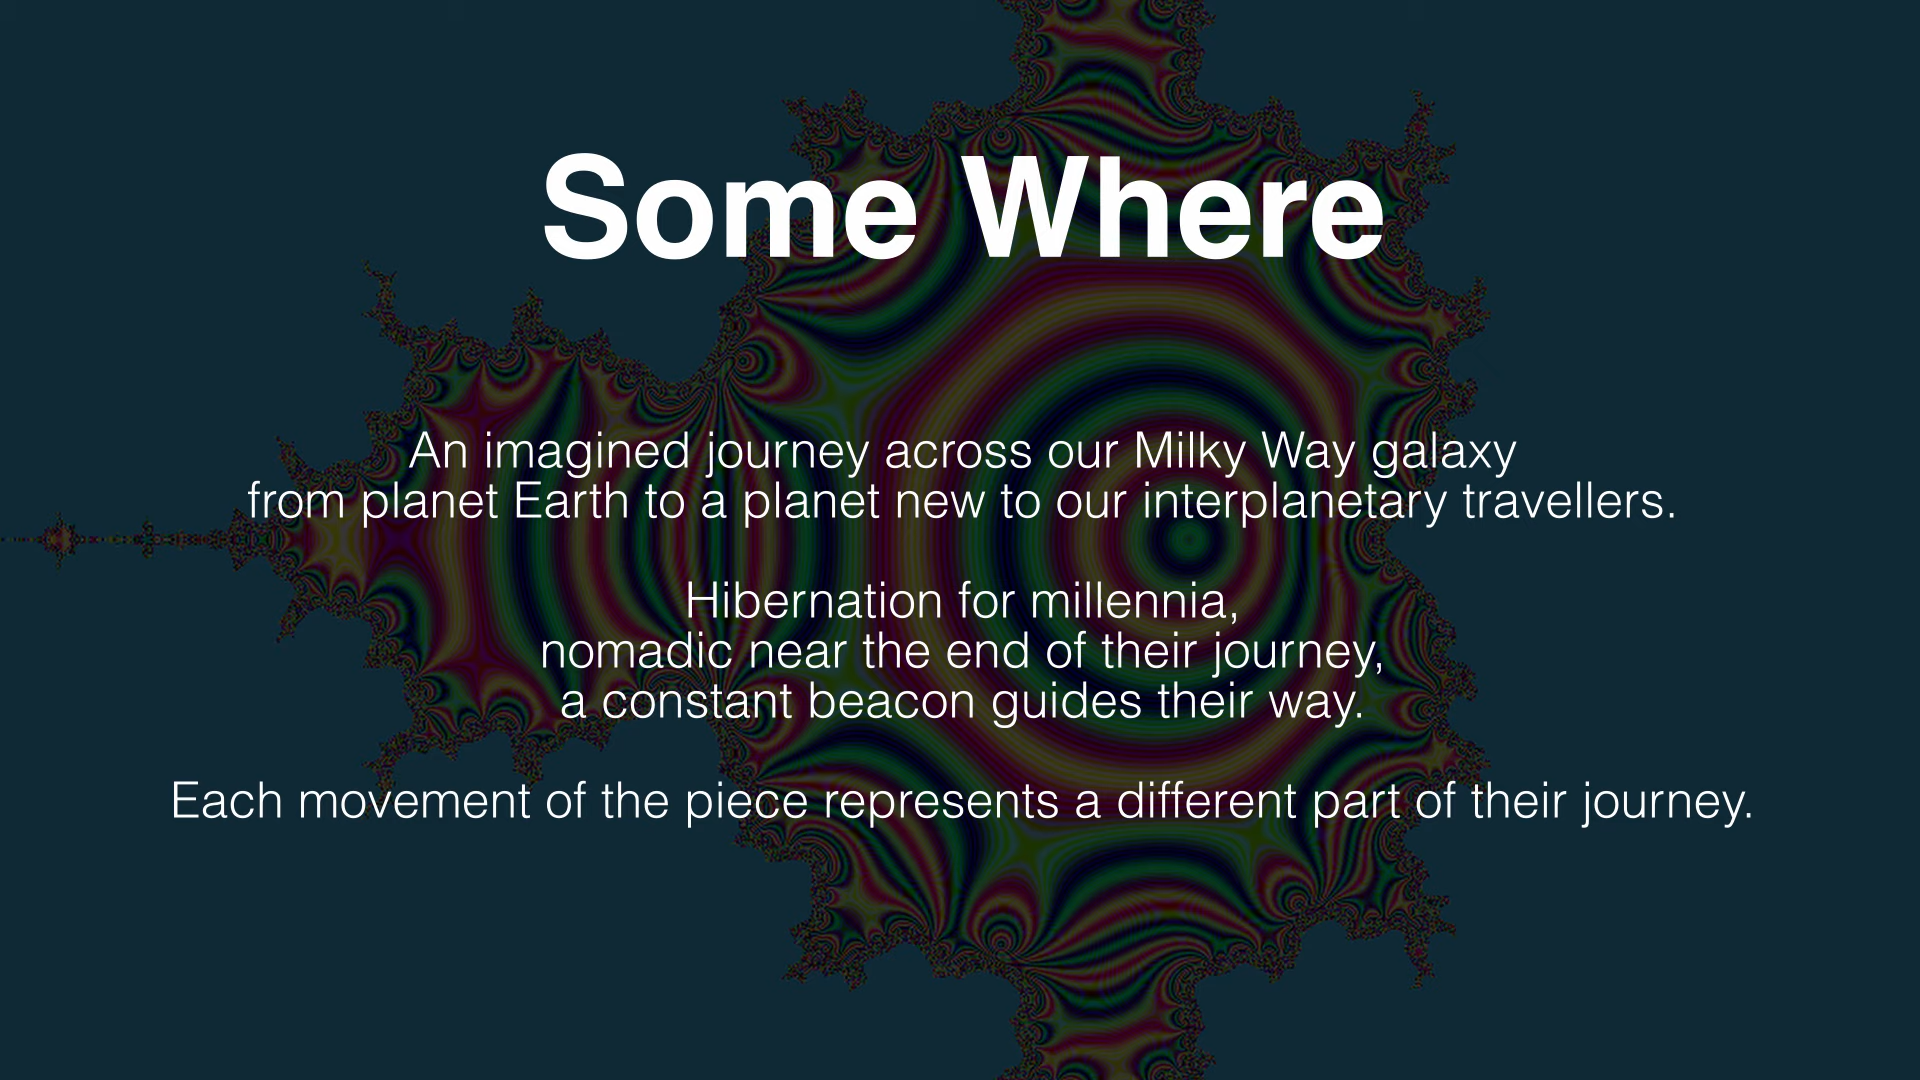 Some Where
An imagined journey across our Milky Way galaxy
from planet Earth to a planet new to our interplanetary travellers.
Hibernation for millennia,
nomadic near the end of their journey,
a constant beacon guides their way.
Each movement of the piece represents a different part of their journey.